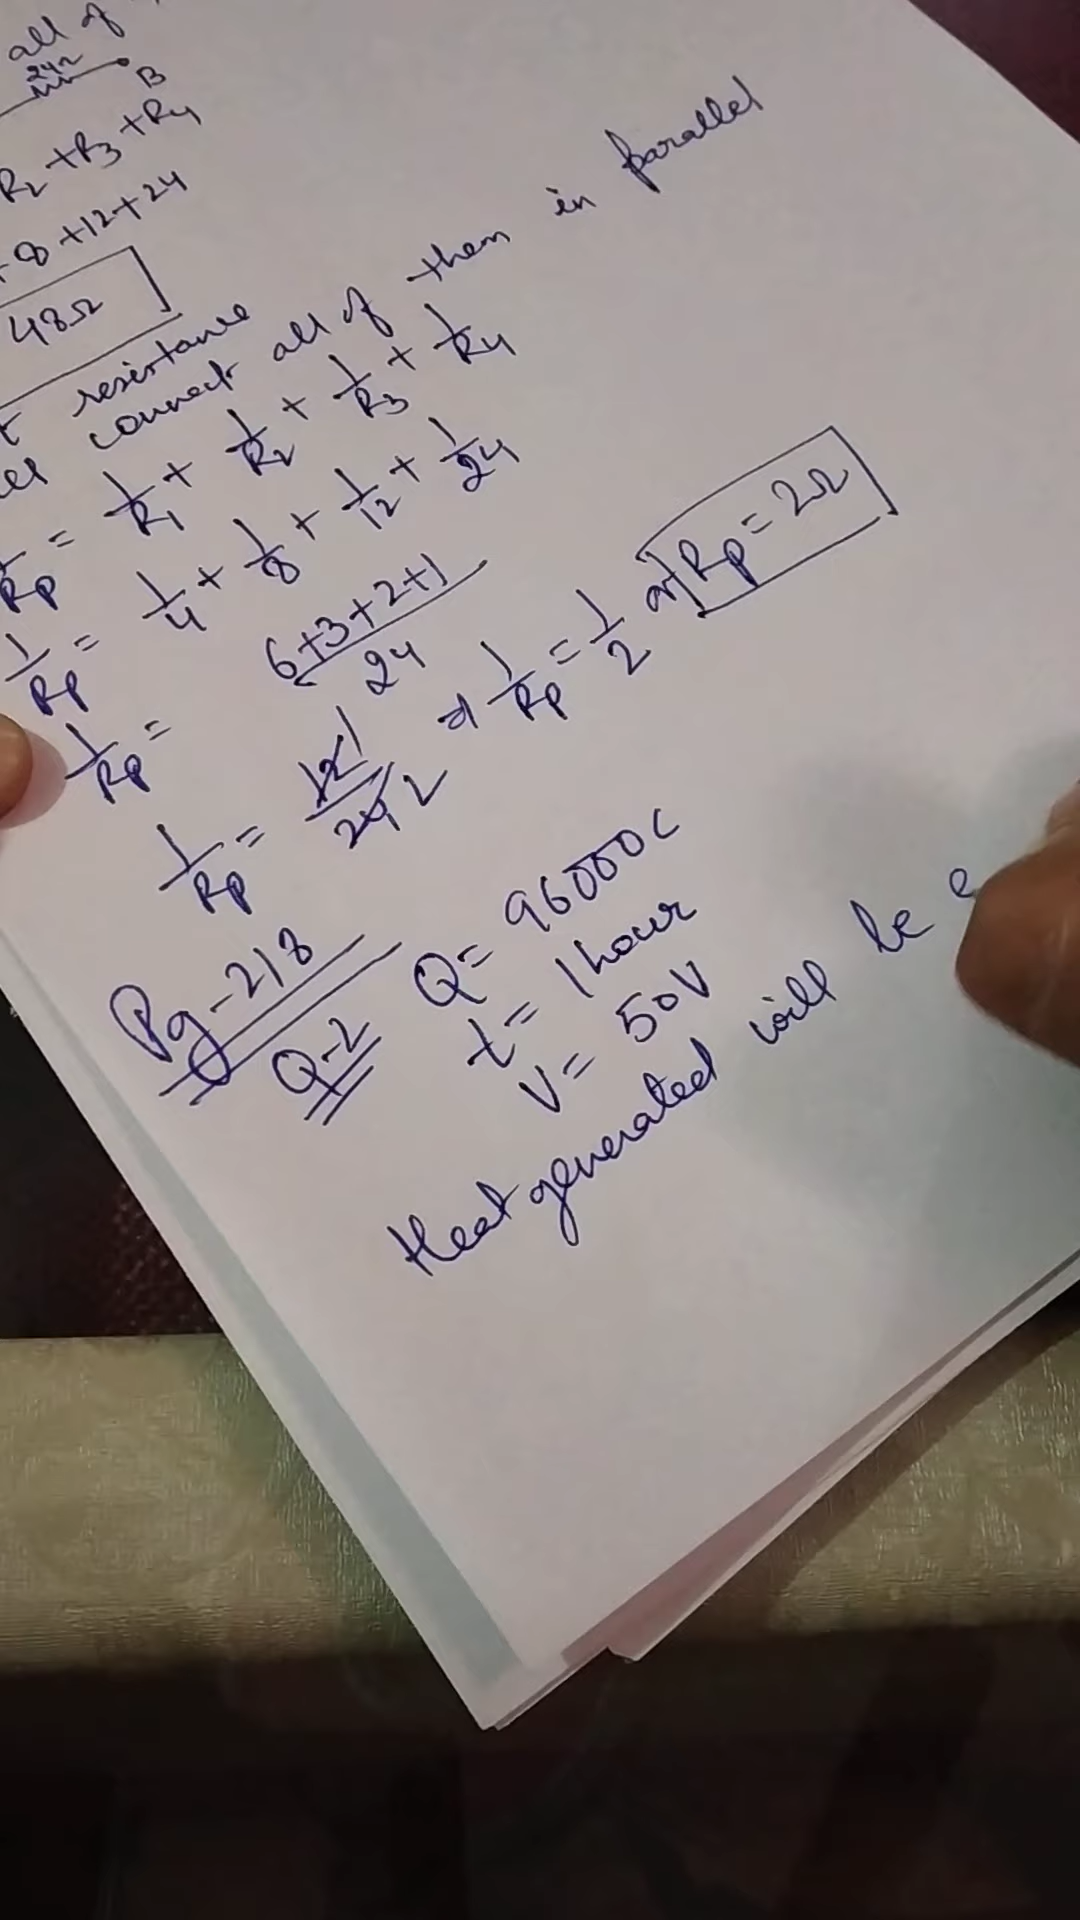 all of
24Ω
B
R2 + R3 + R4
+ 8 + 12 + 24
48Ω
resistance
connect all of them in parallel
1/Rp = 1/R1 + 1/R2 + 1/R3 + 1/R4
1/Rp = 1/4 + 1/8 + 1/12 + 1/24
1/Rp = 6+3+2+1/24
1/Rp = 12/24 1 2 ⇒ 1/Rp = 1/2 or Rp = 2Ω
Pg-218
Q-2
Q = 96000C
t = 1 hour
V = 50V
Heat generated will be e